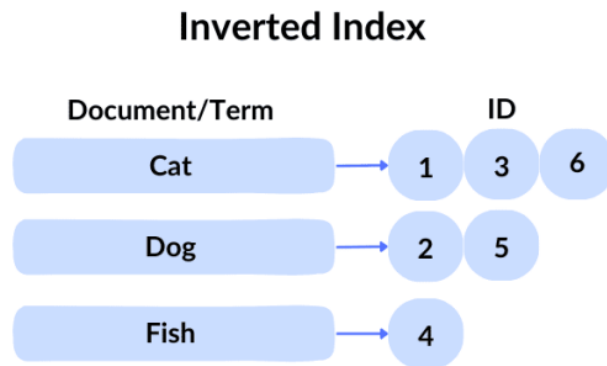 Inverted Index
Document/Term ID
Cat 1 3 6
Dog 2 5
Fish 4